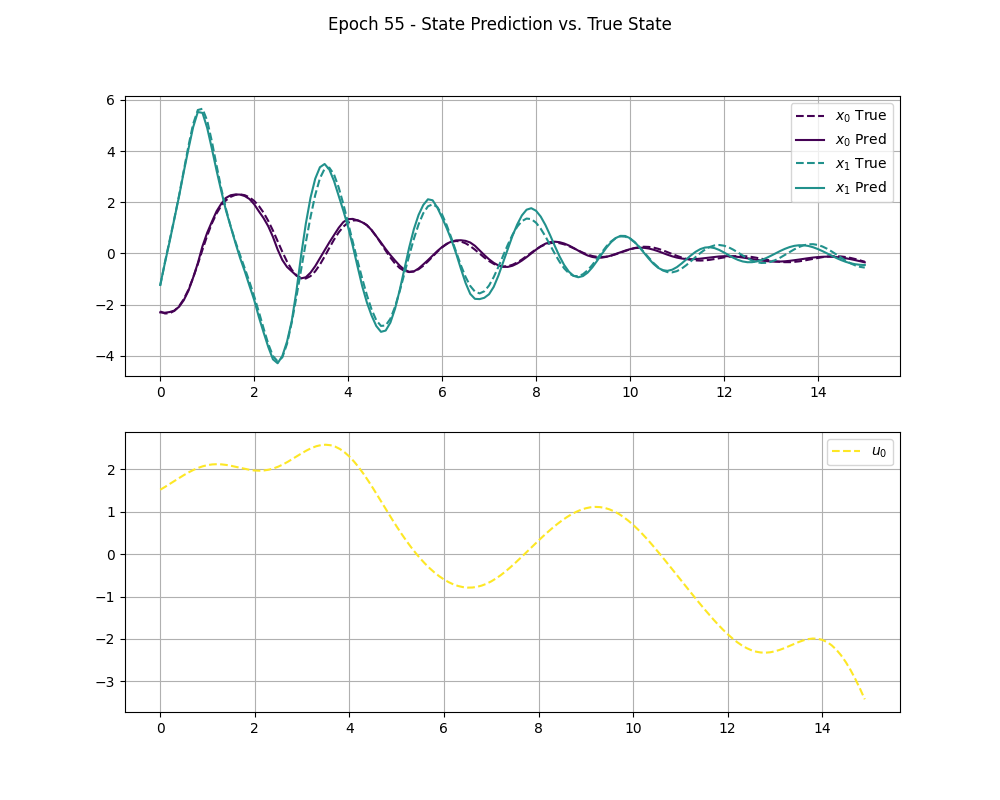 Epoch 55 - State Prediction vs. True State
6
4
2
0
−2
−4
x₀ True
x₀ Pred
x₁ True
x₁ Pred
0 2 4 6 8 10 12 14
2
1
0
−1
−2
−3
u₀
0 2 4 6 8 10 12 14